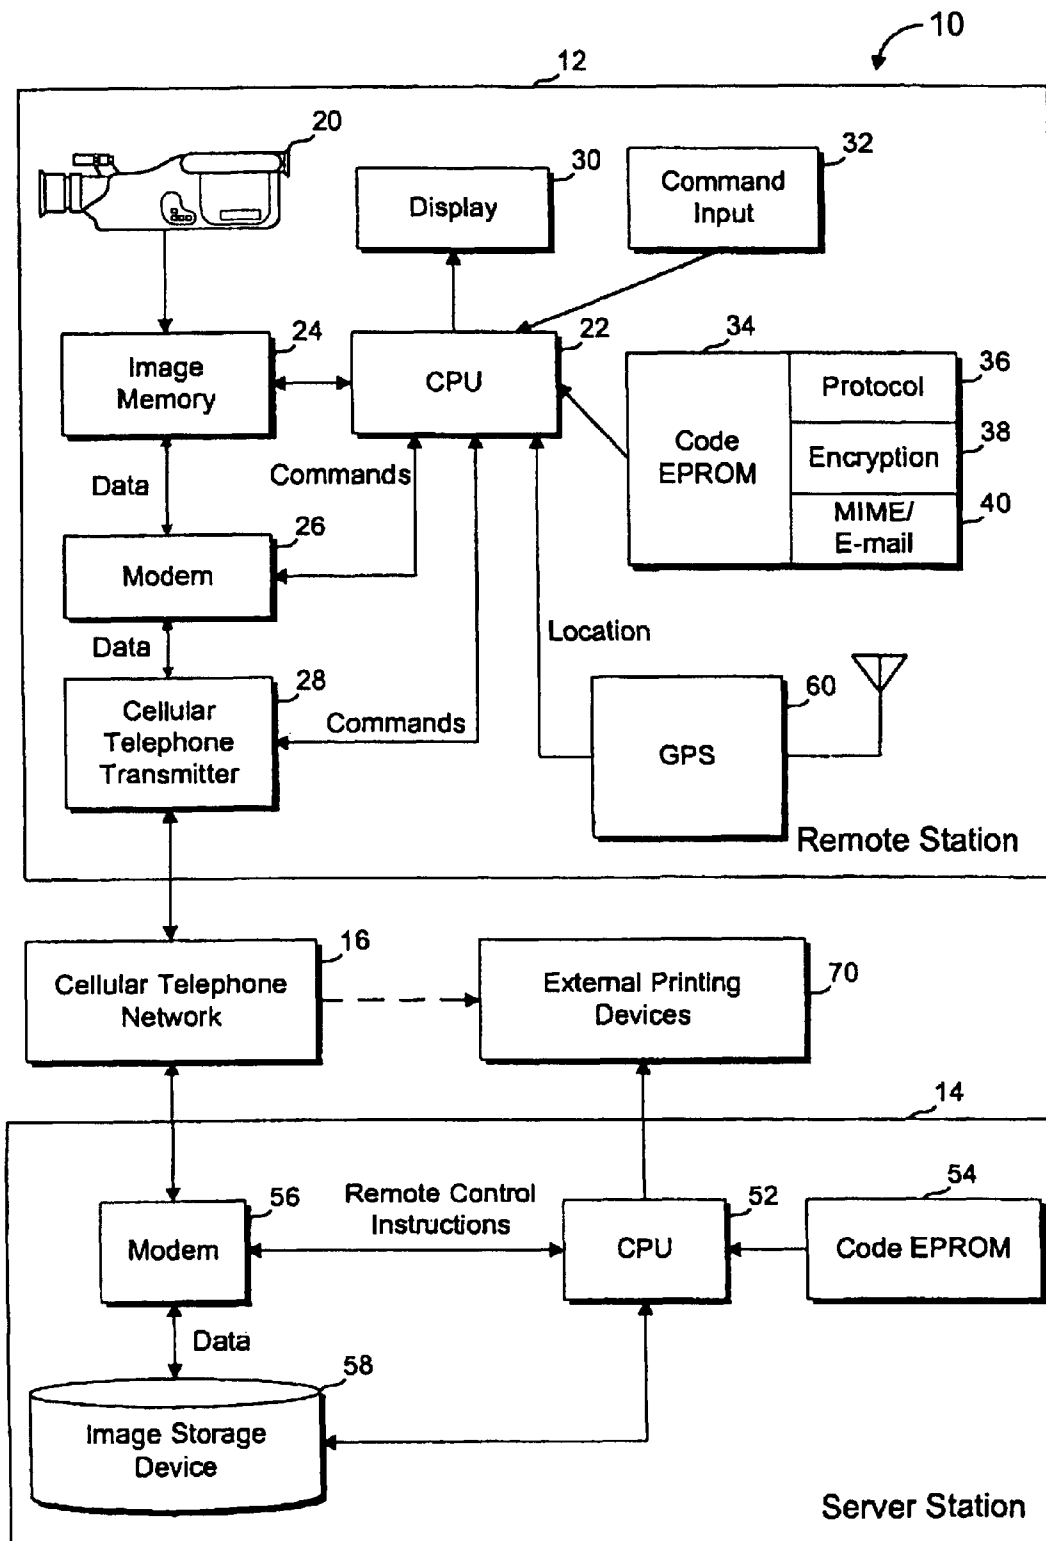 10
12
20
30
32
Display
Command
Input
24
22
34
Image
Memory
CPU
Code
EPROM
Protocol
36
Encryption
38
MIME/
E-mail
40
Data
Commands
26
Modem
Data
Location
28
Cellular
Telephone
Transmitter
Commands
60
GPS
Remote Station
16
Cellular Telephone
Network
External Printing
Devices
70
14
56
Modem
Remote Control
Instructions
52
CPU
54
Code EPROM
Data
58
Image Storage
Device
Server Station